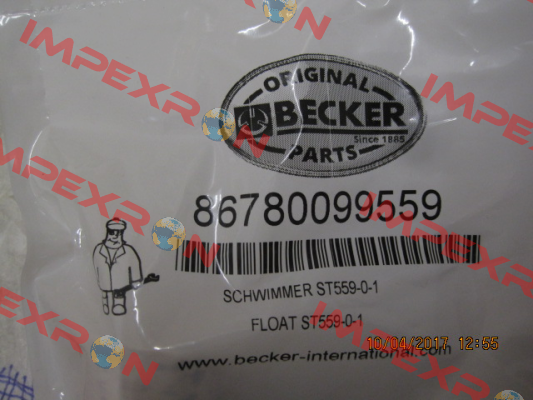 ORIGINAL
BECKER
Since 1885
PARTS
86780099559
SCHWIMMER ST559-0-1
FLOAT ST559-0-1
www.becker-international.com
10/04/2017 12:55
IMPEXRON
IMPEXRON
IMPEXRON
IMPEXRON
IMPEXRON
IMPEXRON